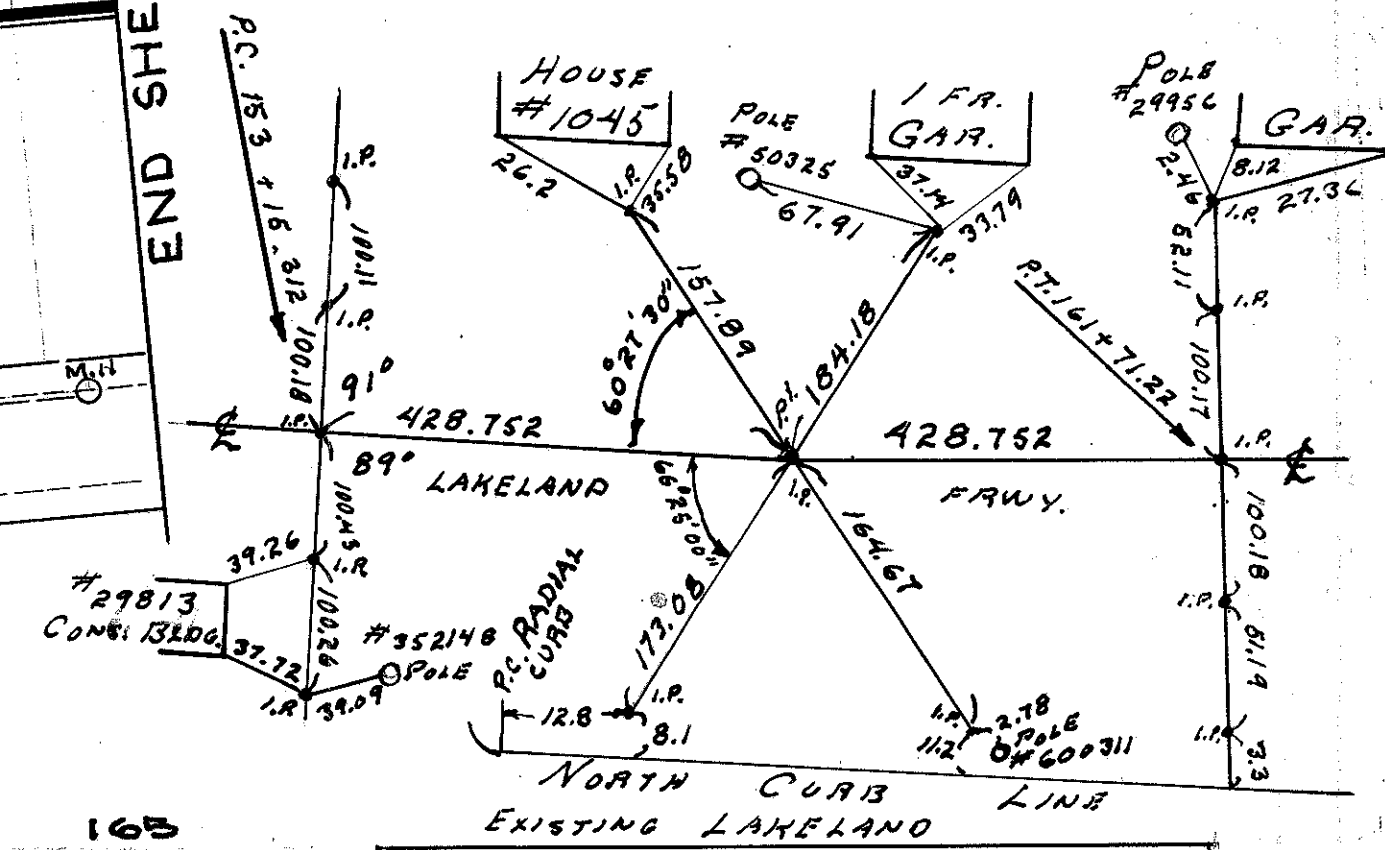 END SHE
P.C. 153 + 15.312
I.P.
100.11
I.P.
100.18
91°
I.P.
℄
428.752
89°
LAKELAND
M.H
HOUSE
#1045
26.2
I.P.
35.58
157.89
60°27'30"
POLE
#50325
67.91
1 FR.
GAR.
37.14
33.79
I.P.
184.18
P.I.
I.P.
428.752
FRWY.
POLE
#29956
GAR.
2.46
8.12
27.36
I.P.
52.11
I.P.
100.17
P.T. 161 + 71.22
I.P.
℄
66°25'00"
173.08
164.67
100.43
39.26
I.P.
#29813
CONC. BLDG.
100.26
37.72
I.P.
39.09
#352148
POLE
P.C. RADIAL
CURB
12.8
I.P.
8.1
I.P.
2.78
11.2
POLE
#600311
100.18
I.P.
51.19
I.P.
3.3
NORTH CURB LINE
165
EXISTING LAKELAND